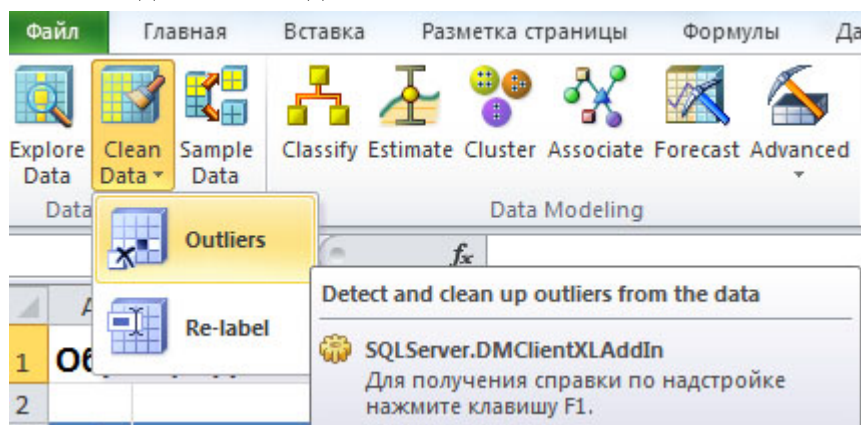 Файл Главная Вставка Разметка страницы Формулы
Explore Data Clean Data Sample Data Classify Estimate Cluster Associate Forecast Advanced
Data Data Modeling
Outliers
fx
Detect and clean up outliers from the data
Re-label
SQLServer.DMClientXLAddIn
Для получения справки по надстройке
нажмите клавишу F1.
1
2